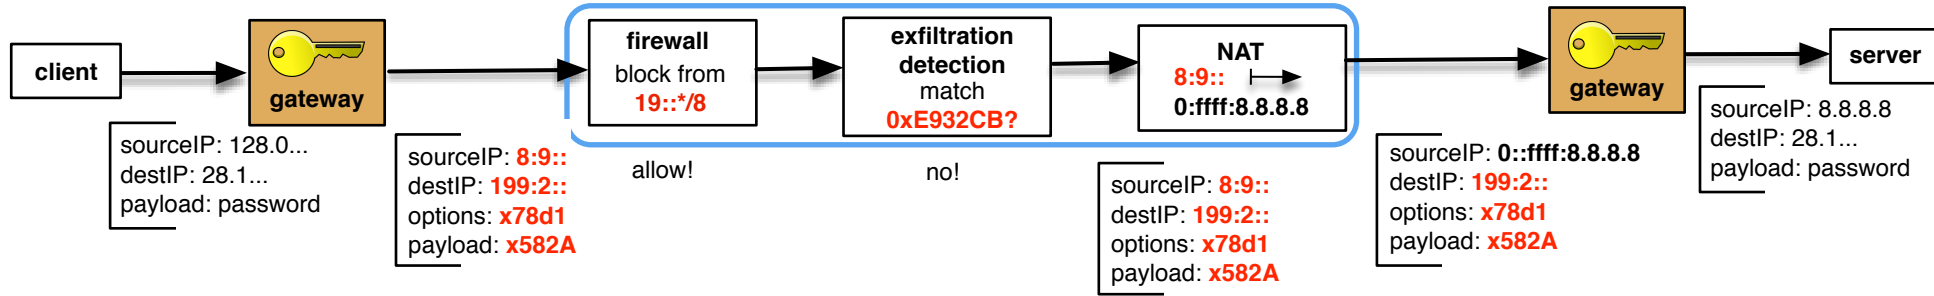 client
gateway
firewall
block from
19::*/8
exfiltration
detection
match
0xE932CB?
NAT
8:9::
0:ffff:8.8.8.8
gateway
server
sourceIP: 128.0...
destIP: 28.1...
payload: password
sourceIP: 8:9::
destIP: 199:2::
options: x78d1
payload: x582A
allow!
no!
sourceIP: 8:9::
destIP: 199:2::
options: x78d1
payload: x582A
sourceIP: 0::ffff:8.8.8.8
destIP: 199:2::
options: x78d1
payload: x582A
sourceIP: 8.8.8.8
destIP: 28.1...
payload: password